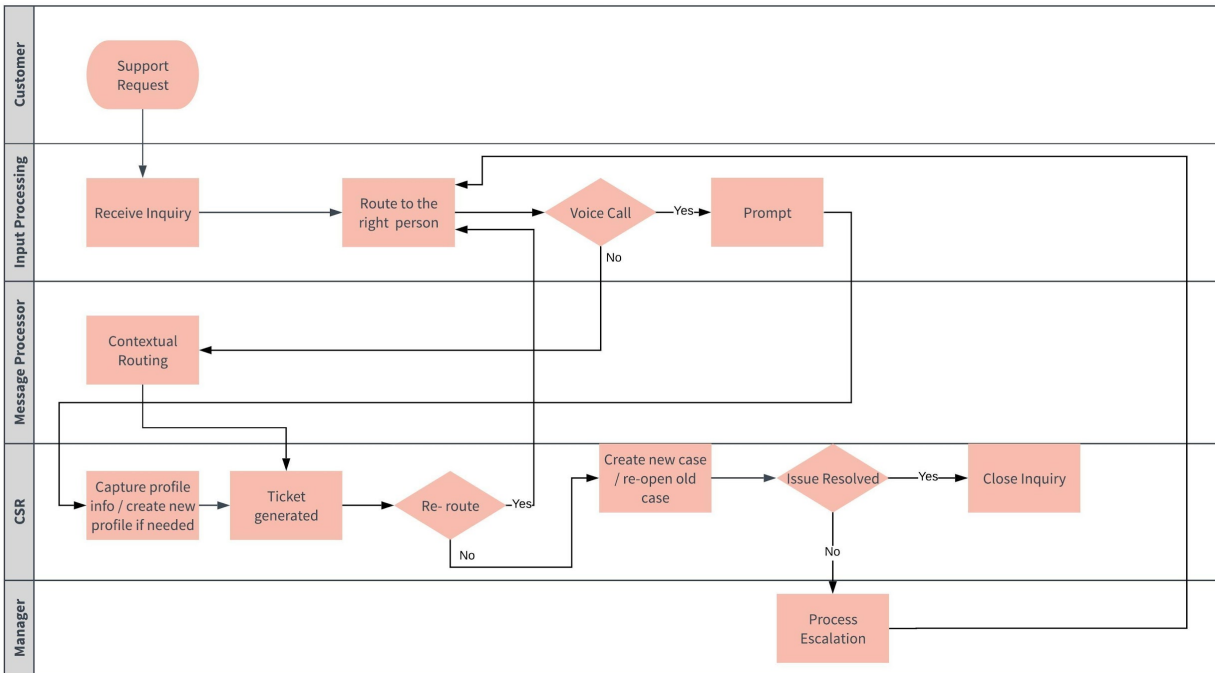 Customer
Support
Request
Input Processing
Receive Inquiry
Route to the
right person
Voice Call
Yes
Prompt
No
Message Processor
Contextual
Routing
CSR
Capture profile
info / create new
profile if needed
Ticket
generated
Re- route
Yes
No
Create new case
/ re-open old
case
Issue Resolved
Yes
Close Inquiry
No
Manager
Process
Escalation